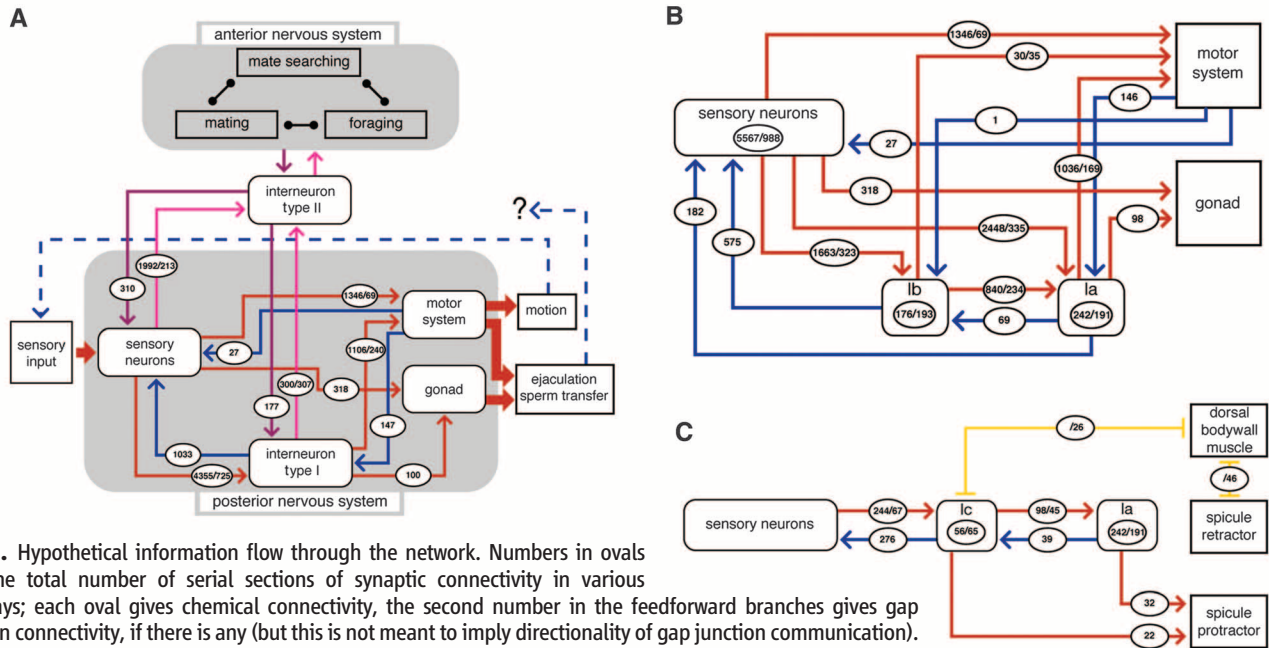 A
anterior nervous system
mate searching
mating
foraging
interneuron
type II
?
1992/213
310
sensory
input
sensory
neurons
1346/69
27
motor
system
motion
1106/240
300/307
318
gonad
ejaculation
sperm transfer
177
147
1033
4355/725
interneuron
type I
100
posterior nervous system
B
1346/69
30/35
motor
system
146
sensory neurons
5567/988
1
27
1036/169
318
gonad
182
98
2448/335
575
1663/323
Ib
176/193
840/234
69
Ia
242/191
C
/26
dorsal
bodywall
muscle
/46
sensory neurons
244/67
276
Ic
56/65
98/45
39
Ia
242/191
spicule
retractor
32
22
spicule
protractor
. Hypothetical information flow through the network. Numbers in ovals
he total number of serial sections of synaptic connectivity in various
ys; each oval gives chemical connectivity, the second number in the feedforward branches gives gap
n connectivity, if there is any (but this is not meant to imply directionality of gap junction communication).